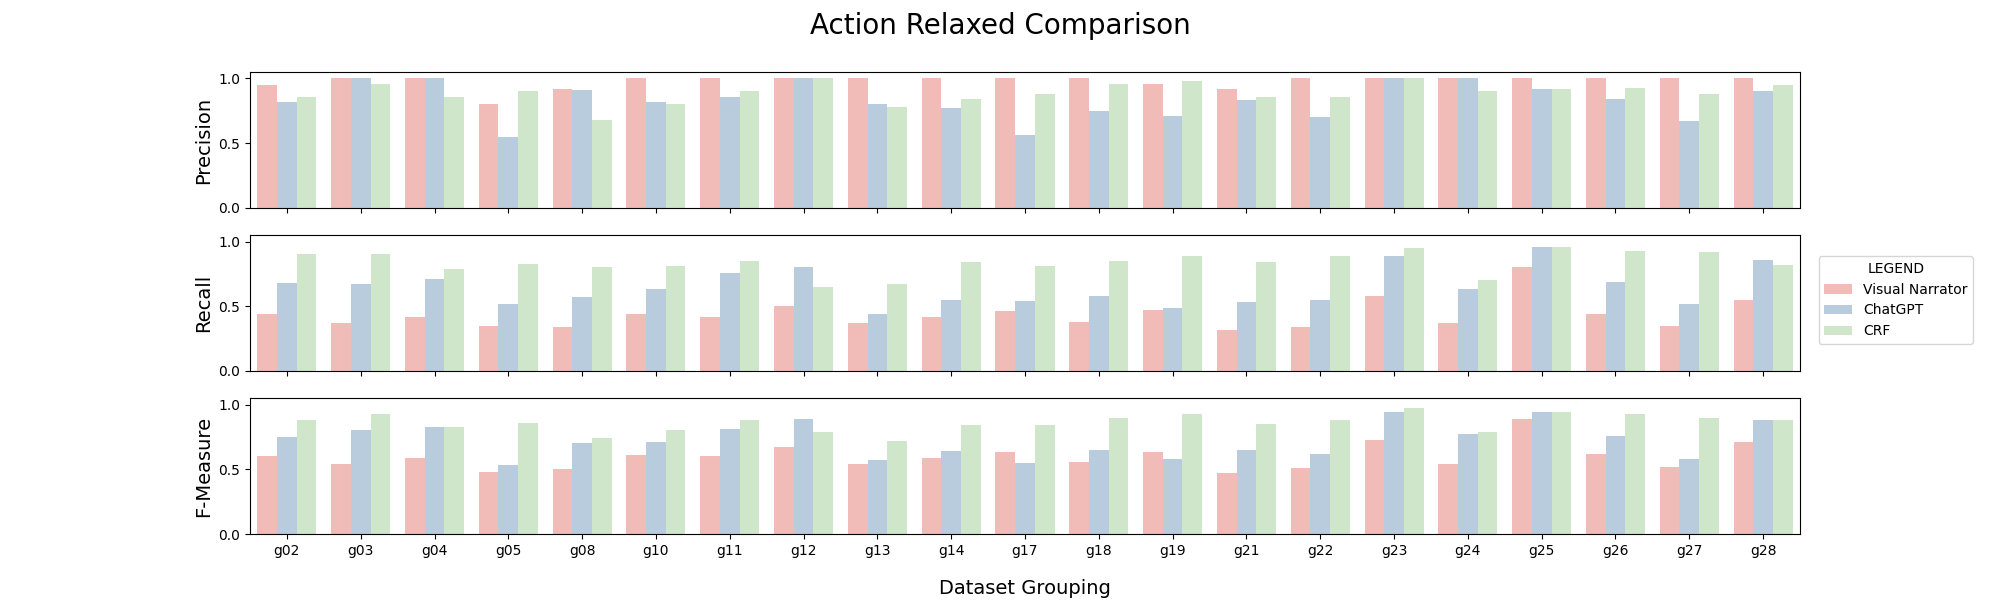 Action Relaxed Comparison
Precision
1.0
0.5
0.0
Recall
1.0
0.5
0.0
LEGEND
Visual Narrator
ChatGPT
CRF
F-Measure
1.0
0.5
0.0
g02 g03 g04 g05 g08 g10 g11 g12 g13 g14 g17 g18 g19 g21 g22 g23 g24 g25 g26 g27 g28
Dataset Grouping